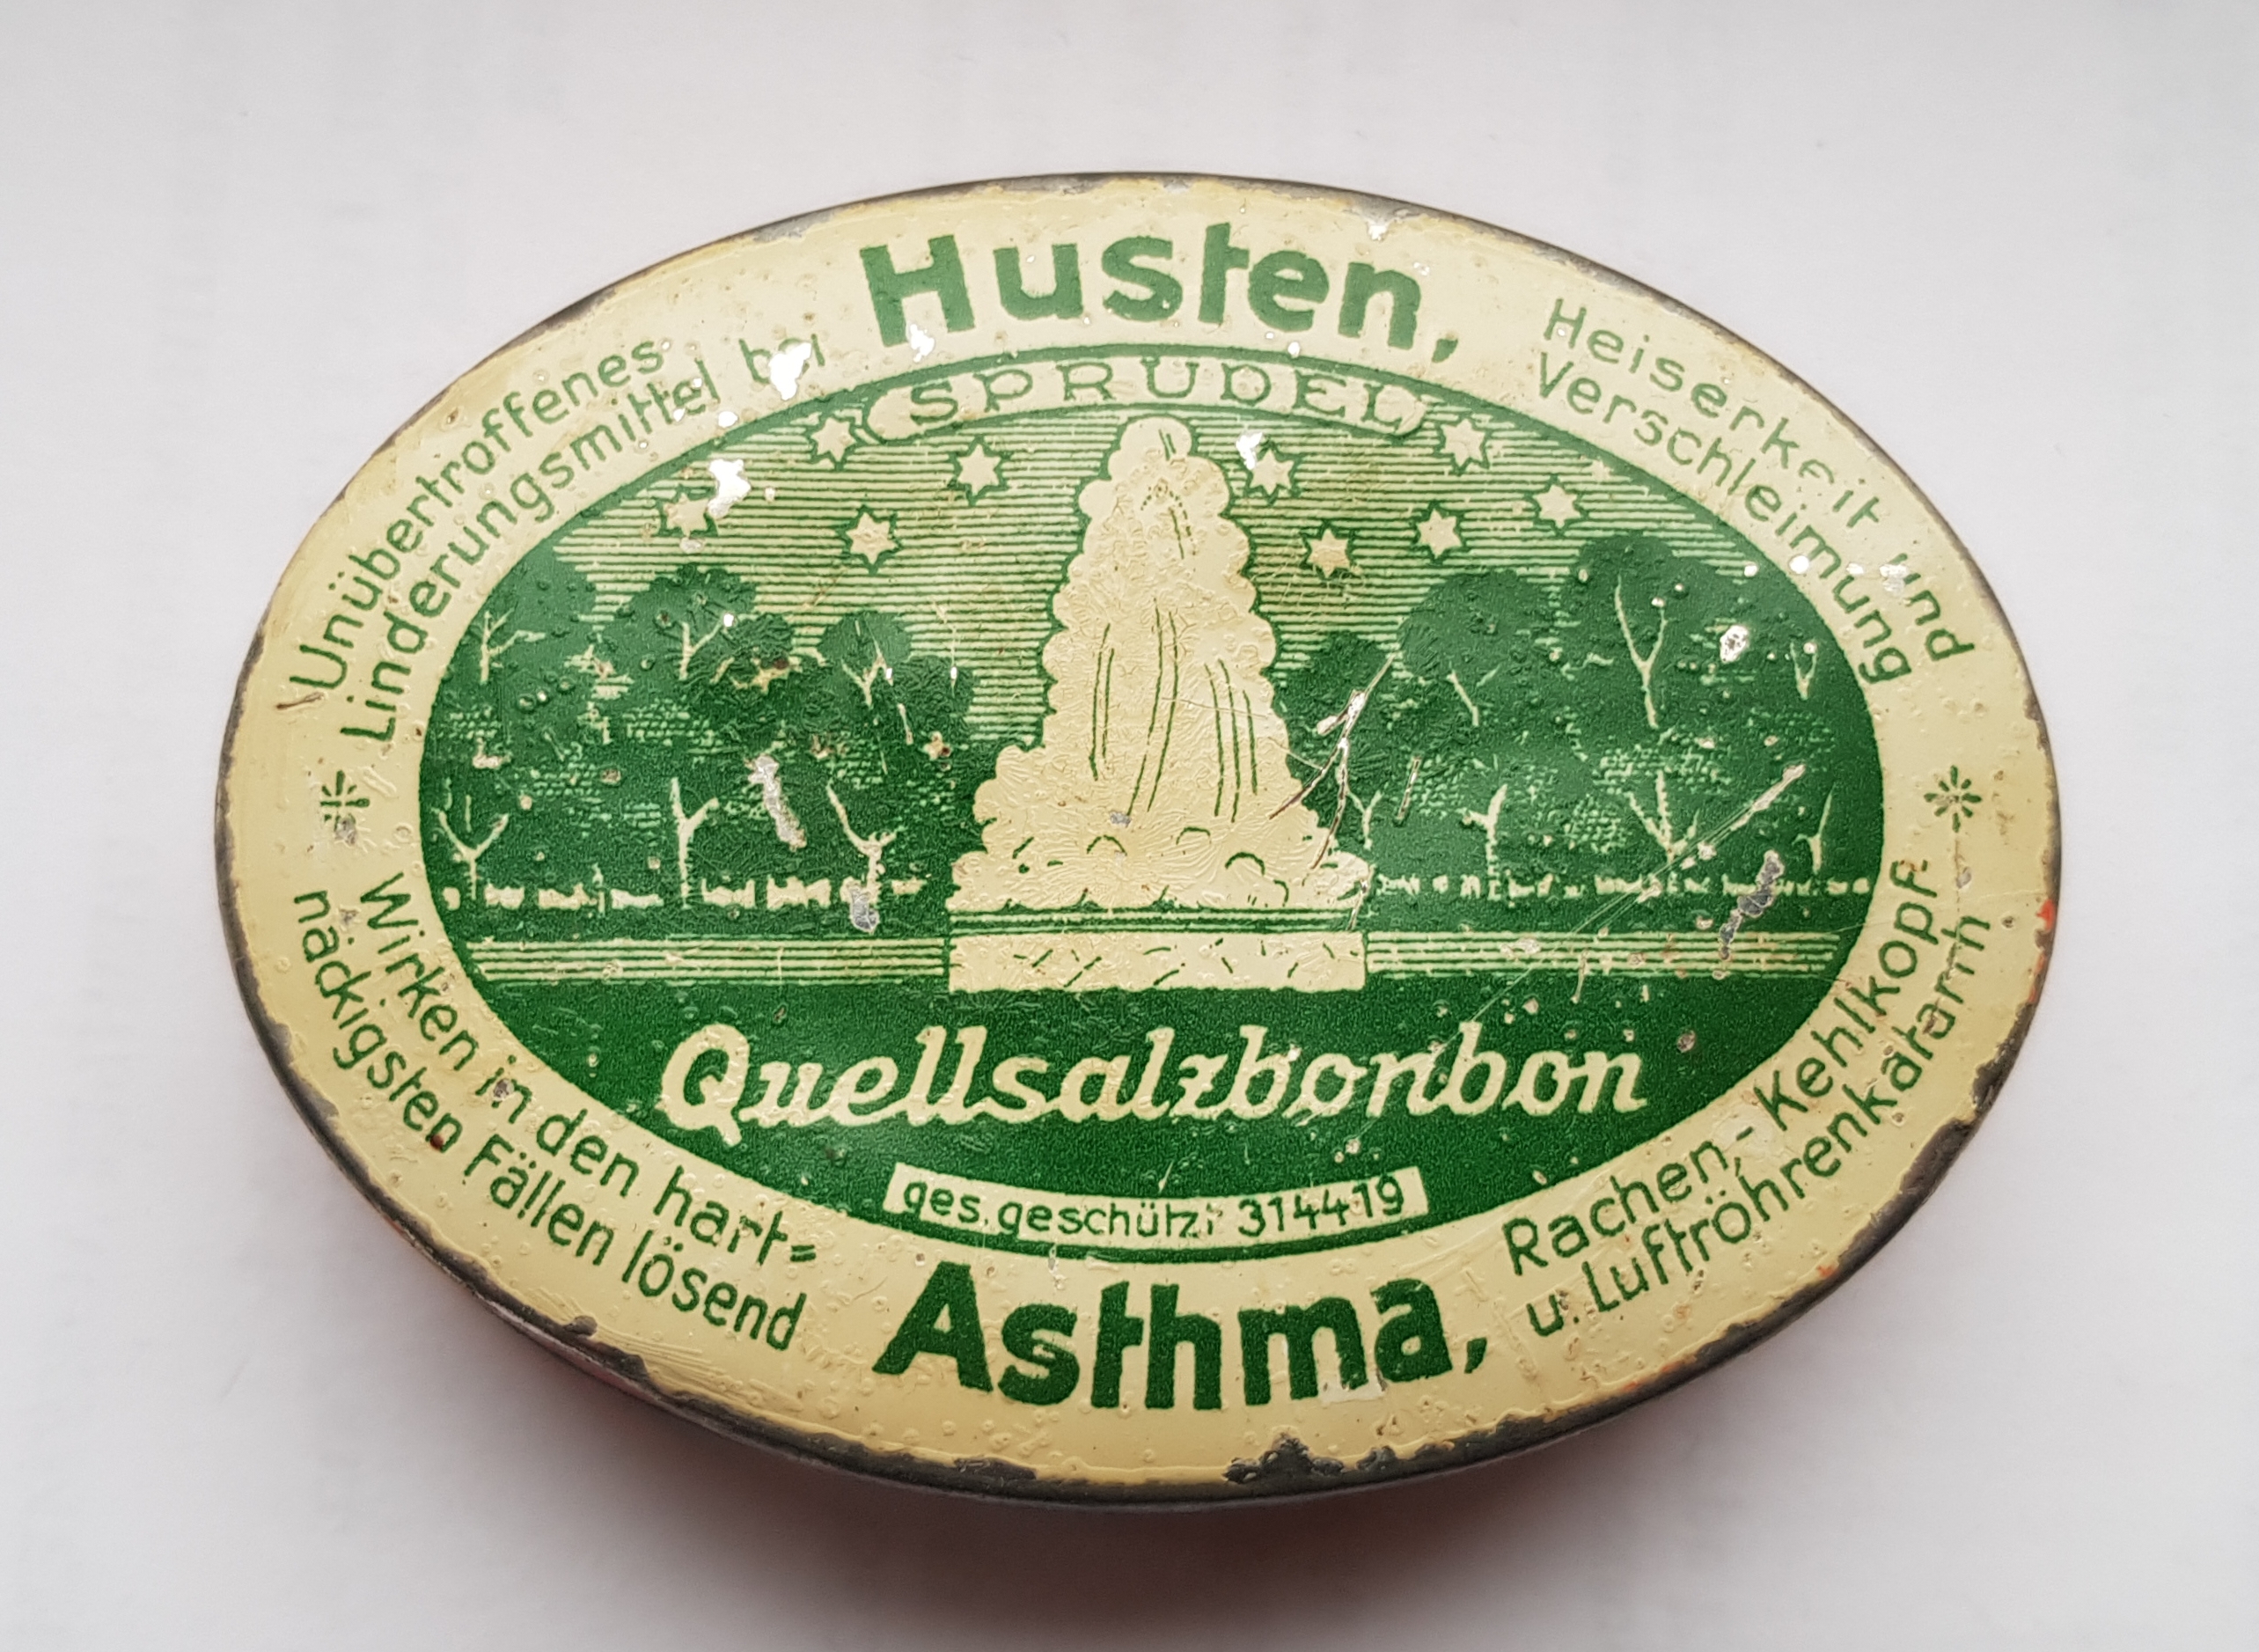 Unübertroffenes
Linderungsmittel bei
Husten,
Heiserkeit und
Verschleimung
SPRUDEL
Quellsalzbonbon
ges. geschützt 314419
Wirken in den hart=
näckigsten Fällen lösend
Asthma,
Rachen,- Kehlkopf-
u. Luftröhrenkatarrh